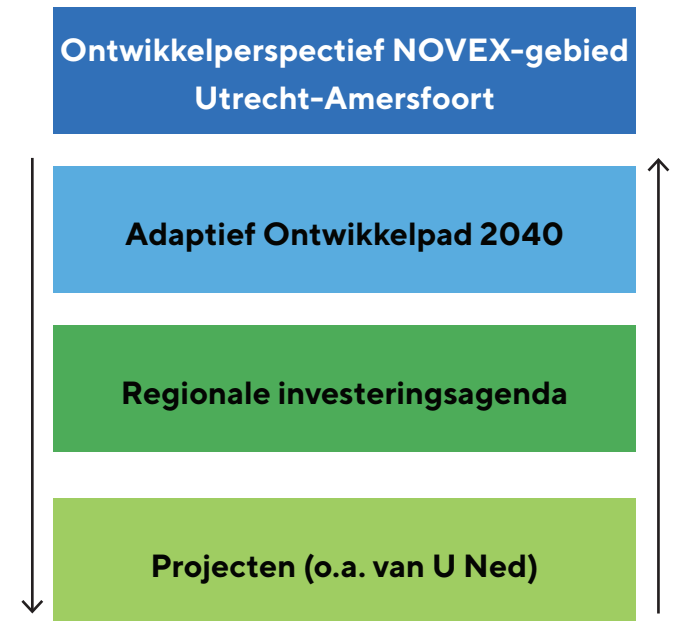 Ontwikkelperspectief NOVEX-gebied
Utrecht-Amersfoort
Adaptief Ontwikkelpad 2040
Regionale investeringsagenda
Projecten (o.a. van U Ned)